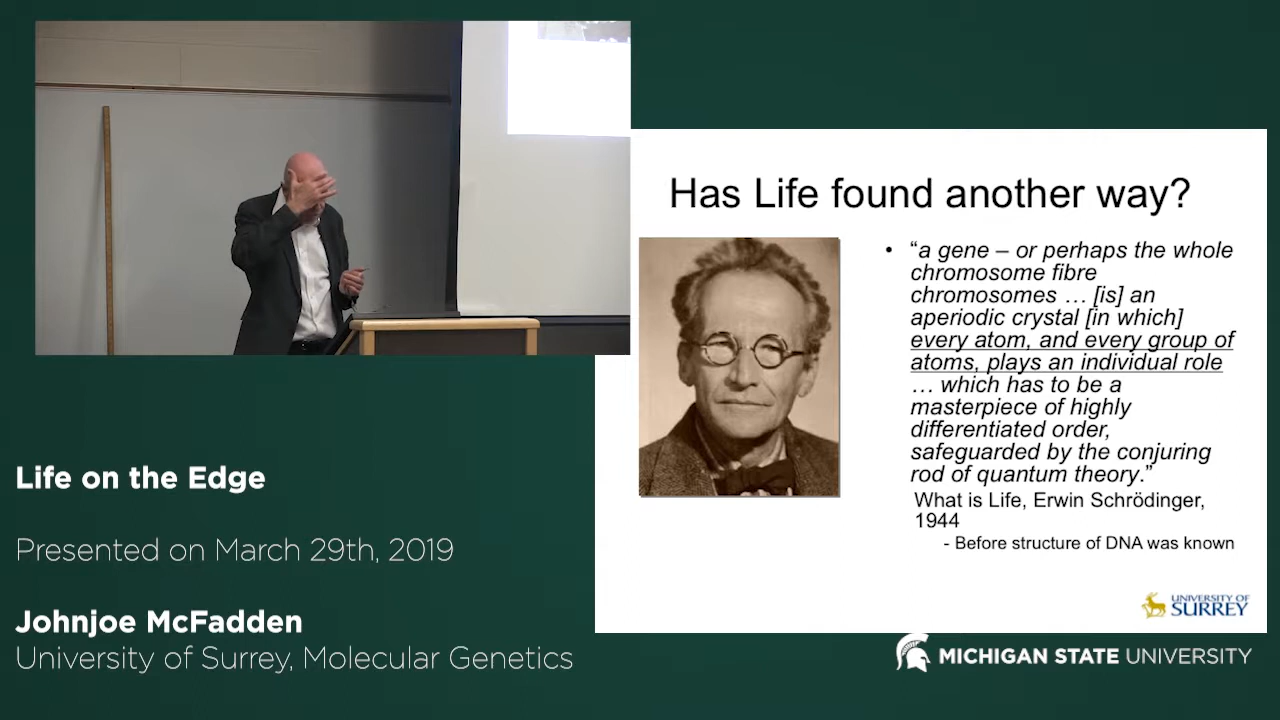 Has Life found another way?
• “a gene – or perhaps the whole
chromosome fibre
chromosomes … [is] an
aperiodic crystal [in which]
every atom, and every group of
atoms, plays an individual role
… which has to be a
masterpiece of highly
differentiated order,
safeguarded by the conjuring
rod of quantum theory.”
What is Life, Erwin Schrödinger,
1944
- Before structure of DNA was known
UNIVERSITY OF
SURREY
Life on the Edge
Presented on March 29th, 2019
Johnjoe McFadden
University of Surrey, Molecular Genetics
MICHIGAN STATE UNIVERSITY